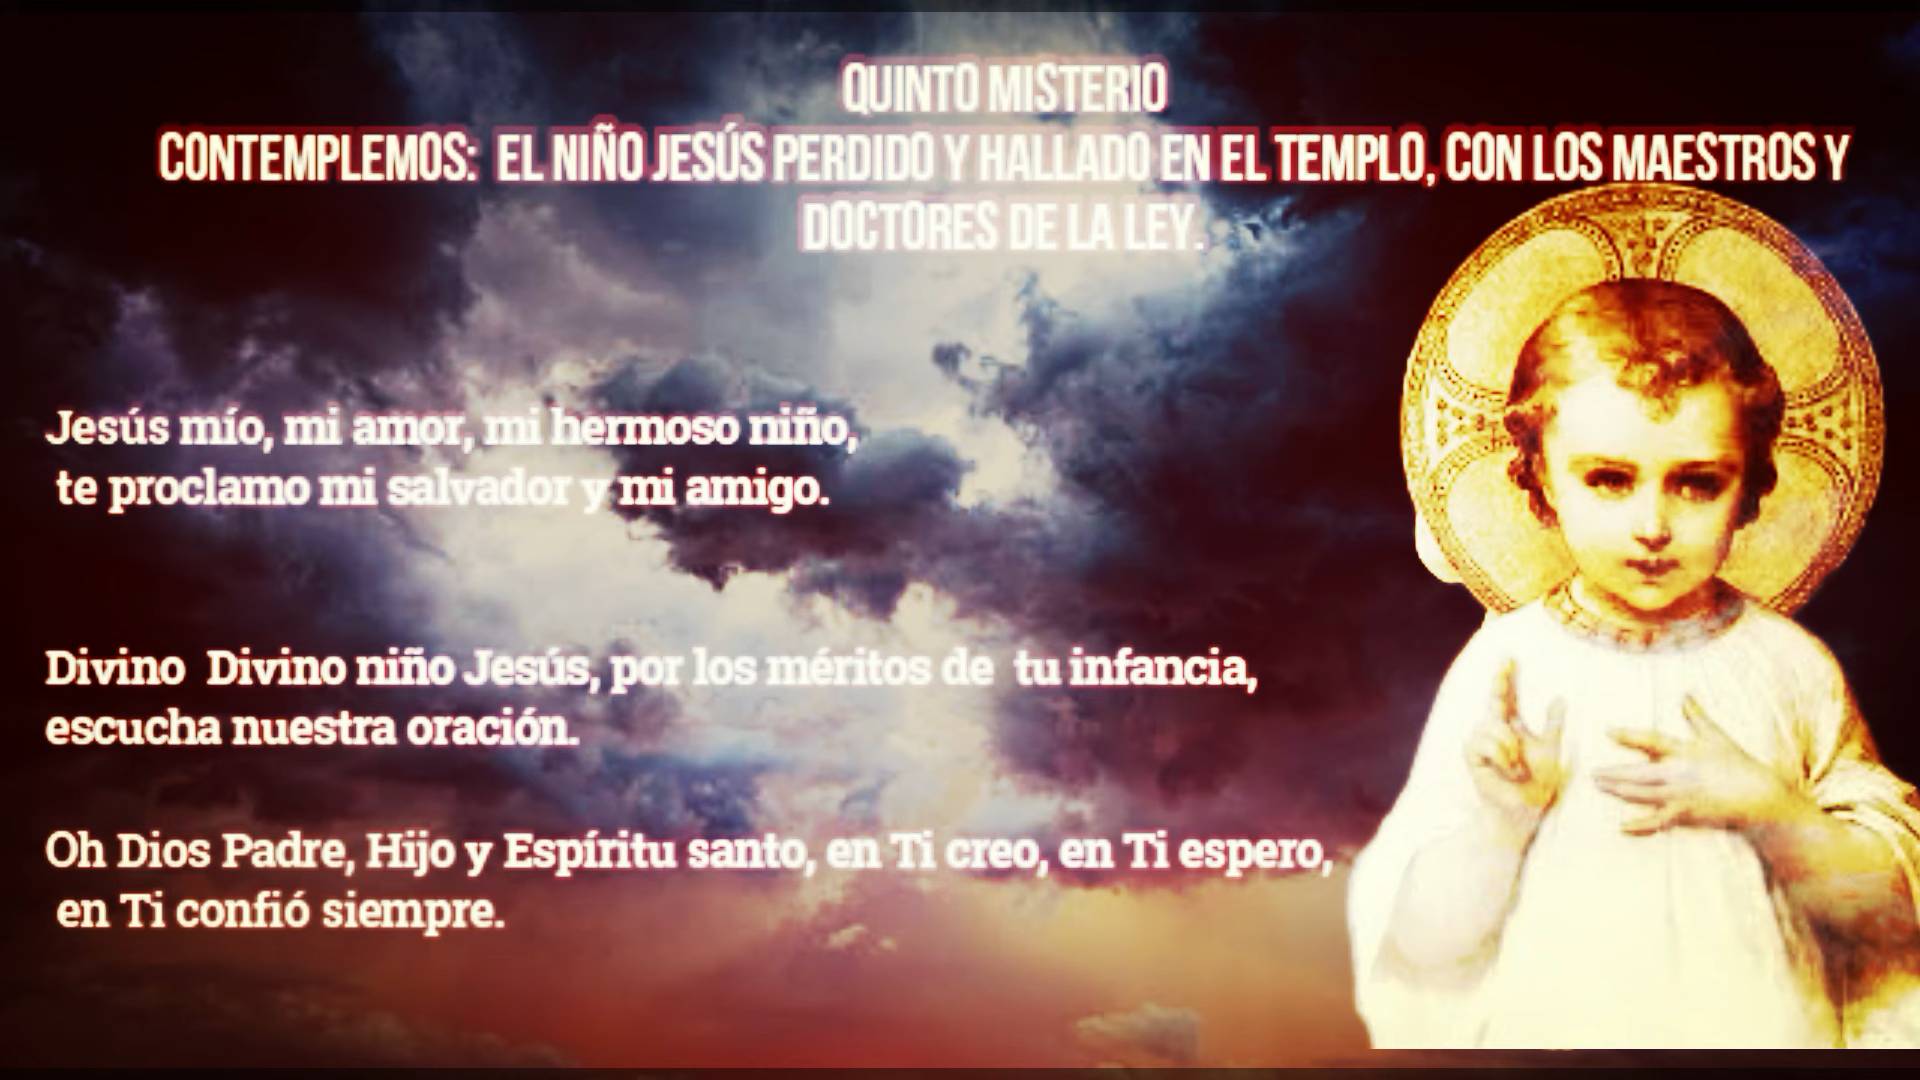 QUINTO MISTERIO
CONTEMPLEMOS: EL NIÑO JESÚS PERDIDO Y HALLADO EN EL TEMPLO, CON LOS MAESTROS Y
DOCTORES DE LA LEY.
Jesús mío, mi amor, mi hermoso niño,
te proclamo mi salvador y mi amigo.
Divino Divino niño Jesús, por los méritos de tu infancia,
escucha nuestra oración.
Oh Dios Padre, Hijo y Espíritu santo, en Ti creo, en Ti espero,
en Ti confió siempre.